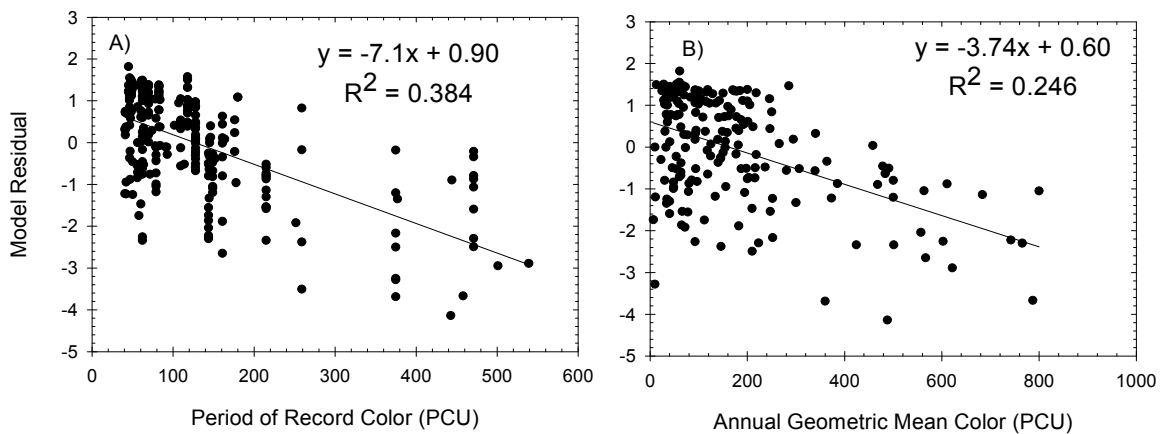 A)
y = -7.1x + 0.90
R2 = 0.384
3
2
1
0
-1
-2
-3
-4
-5
Model Residual
0 100 200 300 400 500 600
Period of Record Color (PCU)
B)
y = -3.74x + 0.60
R2 = 0.246
3
2
1
0
-1
-2
-3
-4
-5
0 200 400 600 800 1000
Annual Geometric Mean Color (PCU)